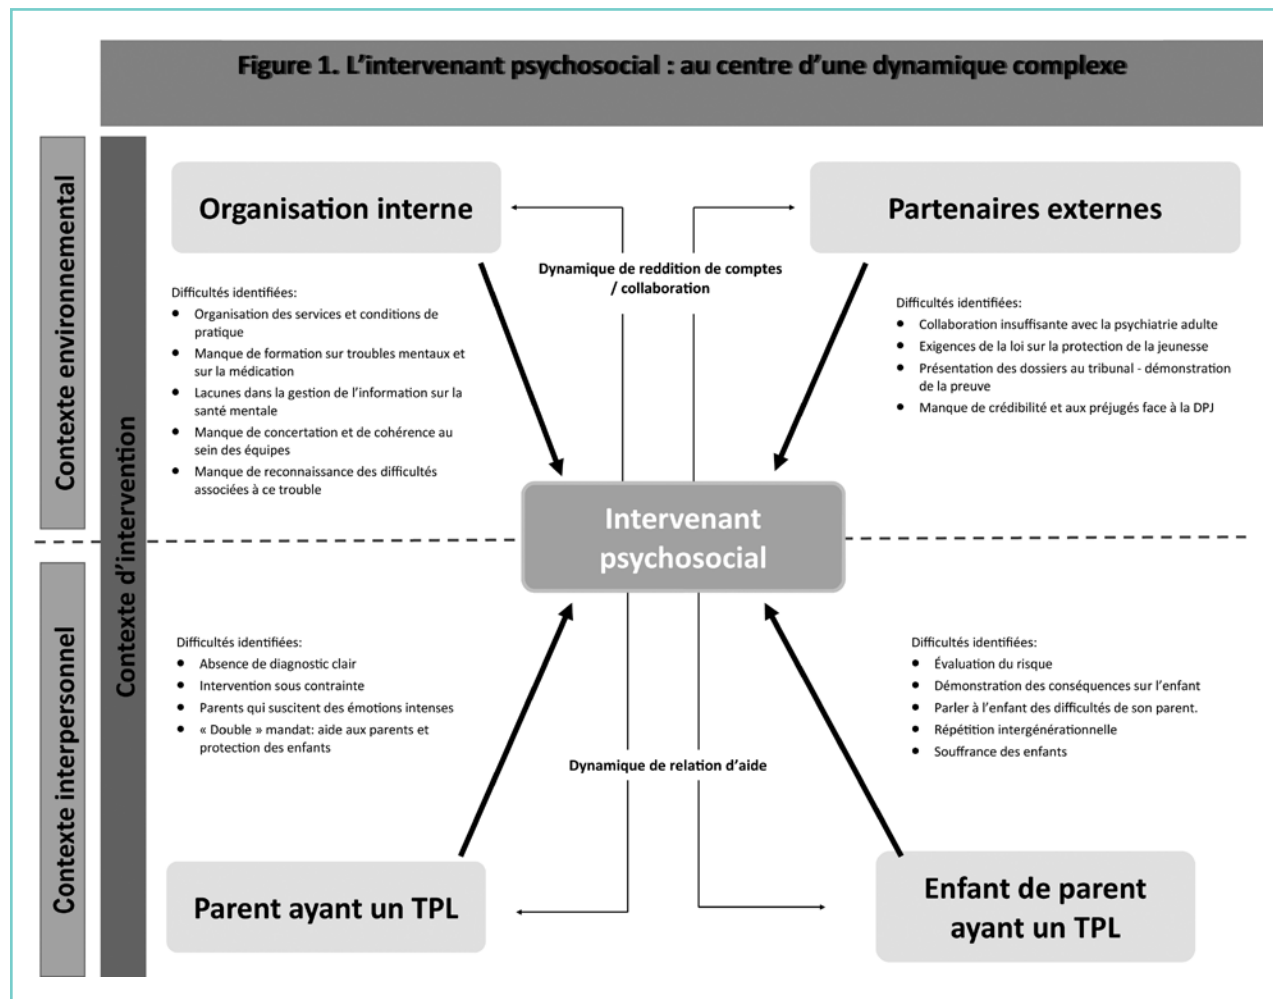 Figure 1. L’intervenant psychosocial : au centre d’une dynamique complexe
Contexte environnemental
Contexte d’intervention
Contexte interpersonnel
Organisation interne
Difficultés identifiées:
● Organisation des services et conditions de
pratique
● Manque de formation sur troubles mentaux et
sur la médication
● Lacunes dans la gestion de l’information sur la
santé mentale
● Manque de concertation et de cohérence au
sein des équipes
● Manque de reconnaissance des difficultés
associées à ce trouble
Dynamique de reddition de comptes
/ collaboration
Partenaires externes
Difficultés identifiées:
● Collaboration insuffisante avec la psychiatrie adulte
● Exigences de la loi sur la protection de la jeunesse
● Présentation des dossiers au tribunal - démonstration
de la preuve
● Manque de crédibilité et aux préjugés face à la DPJ
Intervenant
psychosocial
Difficultés identifiées:
● Absence de diagnostic clair
● Intervention sous contrainte
● Parents qui suscitent des émotions intenses
● « Double » mandat: aide aux parents et
protection des enfants
Parent ayant un TPL
Dynamique de relation d’aide
Difficultés identifiées:
● Évaluation du risque
● Démonstration des conséquences sur l’enfant
● Parler à l’enfant des difficultés de son parent.
● Répétition intergénérationnelle
● Souffrance des enfants
Enfant de parent
ayant un TPL